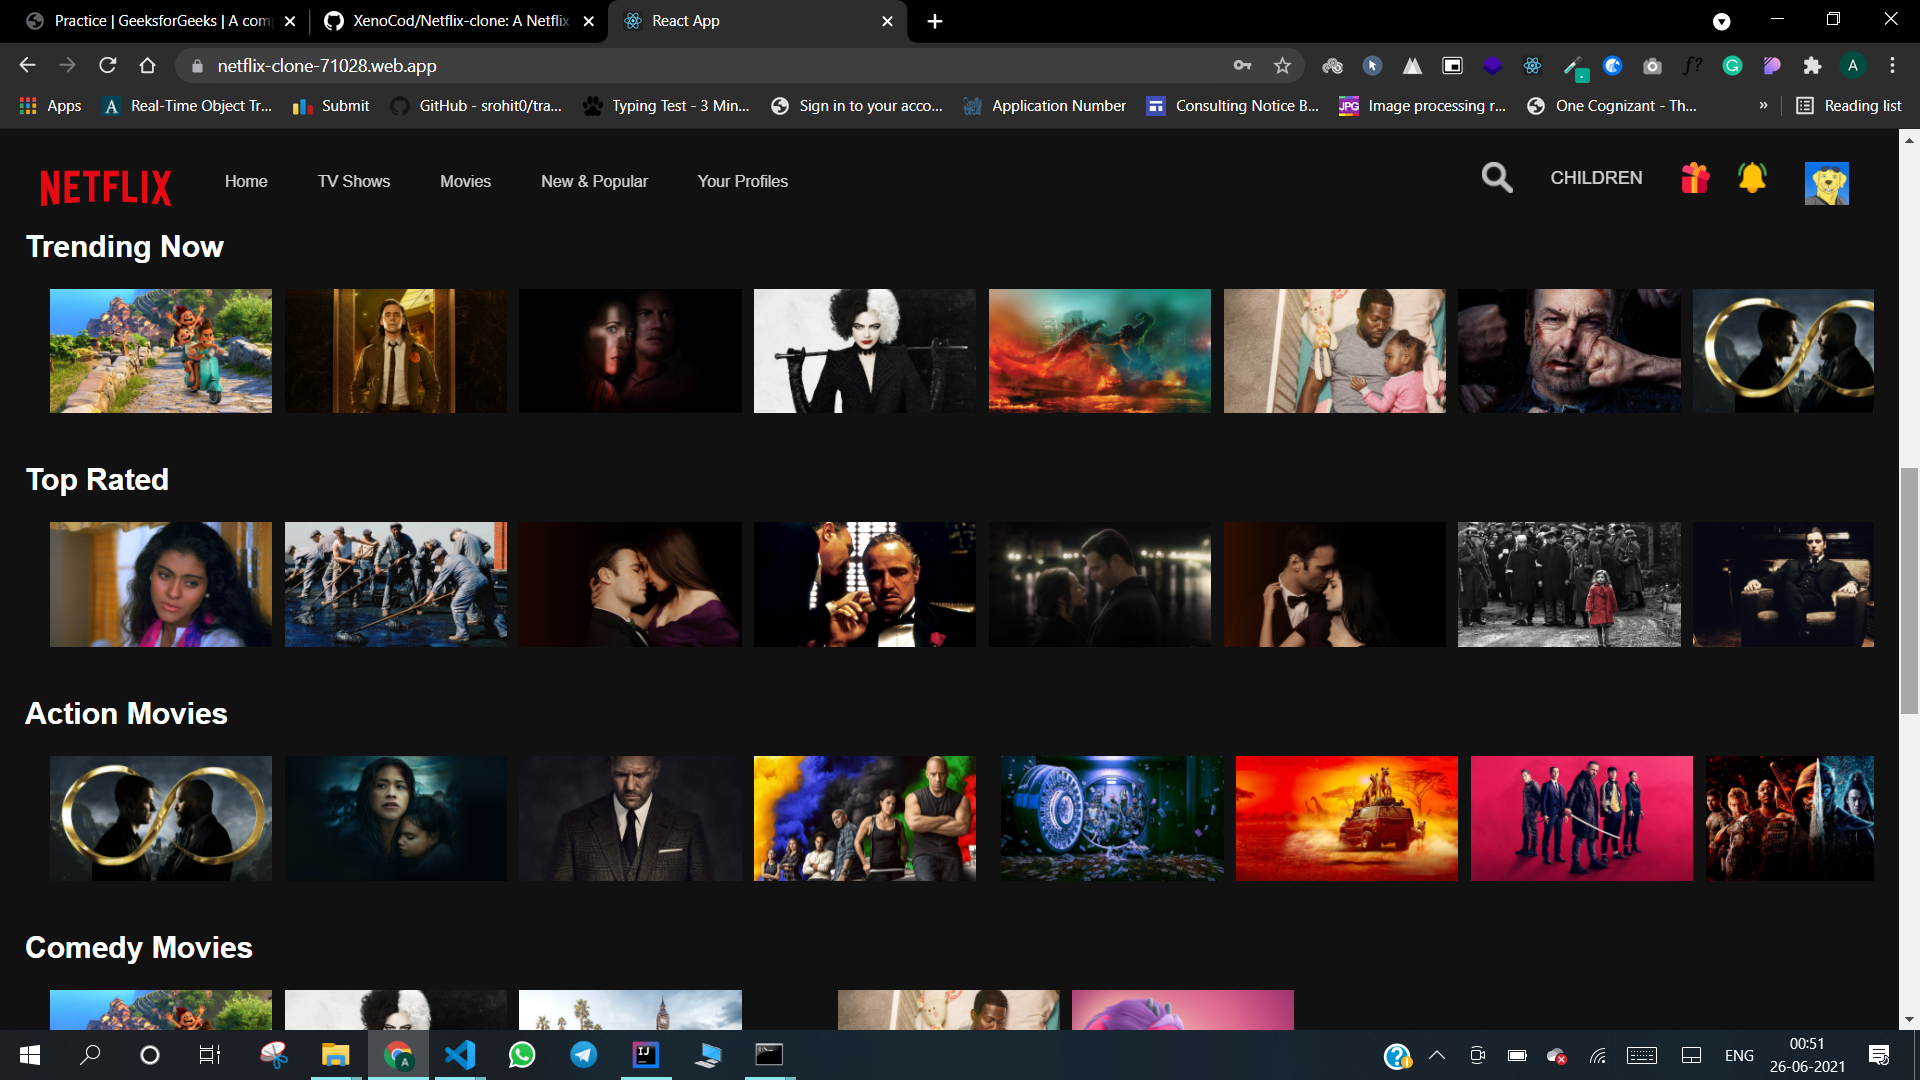 Practice | GeeksforGeeks | A com
XenoCod/Netflix-clone: A Netflix
React App
netflix-clone-71028.web.app
f?
A
Apps
Real-Time Object Tr...
Submit
GitHub - srohit0/tra...
Typing Test - 3 Min...
Sign in to your acco...
Application Number
Consulting Notice B...
JPG
Image processing r...
One Cognizant - Th...
»
Reading list
NETFLIX
Home
TV Shows
Movies
New & Popular
Your Profiles
CHILDREN
Trending Now
Top Rated
Action Movies
Comedy Movies
ENG
00:51
26-06-2021